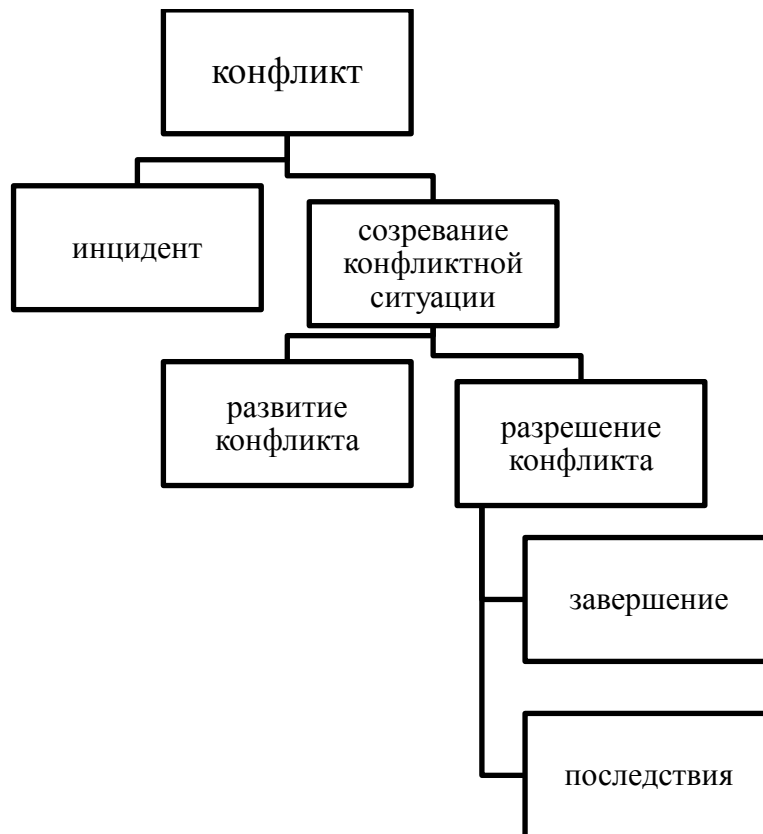 конфликт
инцидент
созревание
конфликтной
ситуации
развитие
конфликта
разрешение
конфликта
завершение
последствия